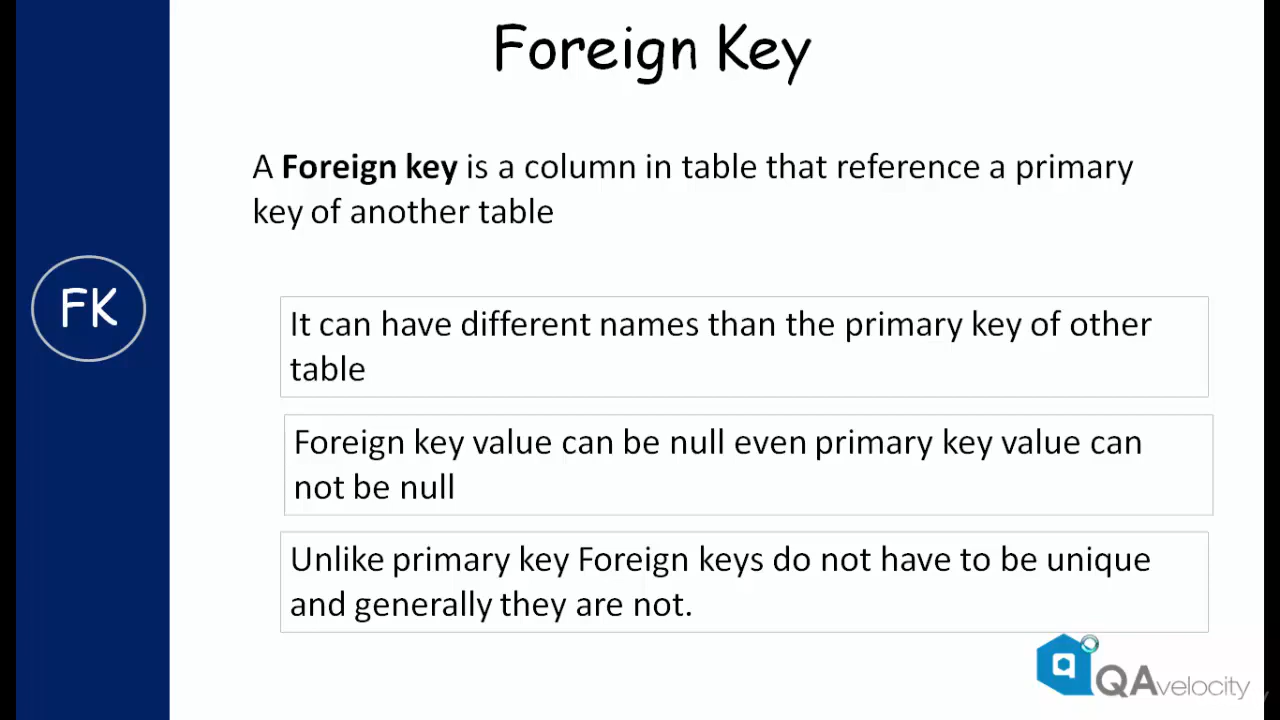 Foreign Key
A Foreign key is a column in table that reference a primary
key of another table
FK
It can have different names than the primary key of other
table
Foreign key value can be null even primary key value can
not be null
Unlike primary key Foreign keys do not have to be unique
and generally they are not.
QAvelocity